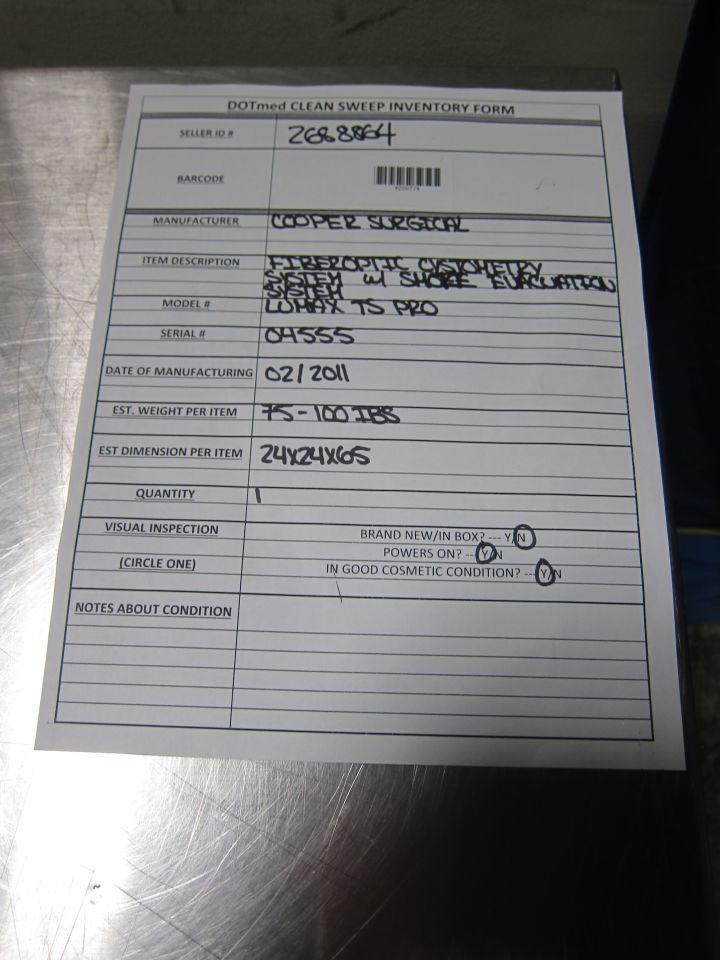 DOTmed CLEAN SWEEP INVENTORY FORM
SELLER ID # 2688864
BARCODE
MANUFACTURER COOPER SURGICAL
ITEM DESCRIPTION FIBEROPTIC CYSTOMETRY
SYSTEM W/ SMOKE EVACUATION
SYSTEM
MODEL # LUMAX TS PRO
SERIAL # 04555
DATE OF MANUFACTURING 02/2011
EST. WEIGHT PER ITEM 75-100 IBS
EST DIMENSION PER ITEM 24X24X65
QUANTITY 1
VISUAL INSPECTION BRAND NEW/IN BOX? --- Y/N
POWERS ON? --- Y/N
(CIRCLE ONE) IN GOOD COSMETIC CONDITION? --- Y/N
NOTES ABOUT CONDITION